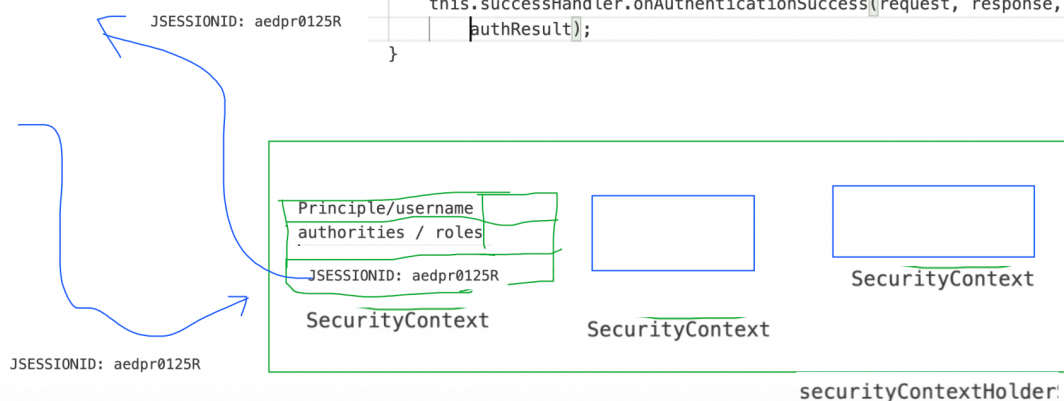 this.successHandler.onAuthenticationSuccess(request, response,
JSESSIONID: aedpr0125R
authResult);
}
Principle/username
authorities / roles
JSESSIONID: aedpr0125R
SecurityContext
SecurityContext
SecurityContext
JSESSIONID: aedpr0125R
securityContextHolder